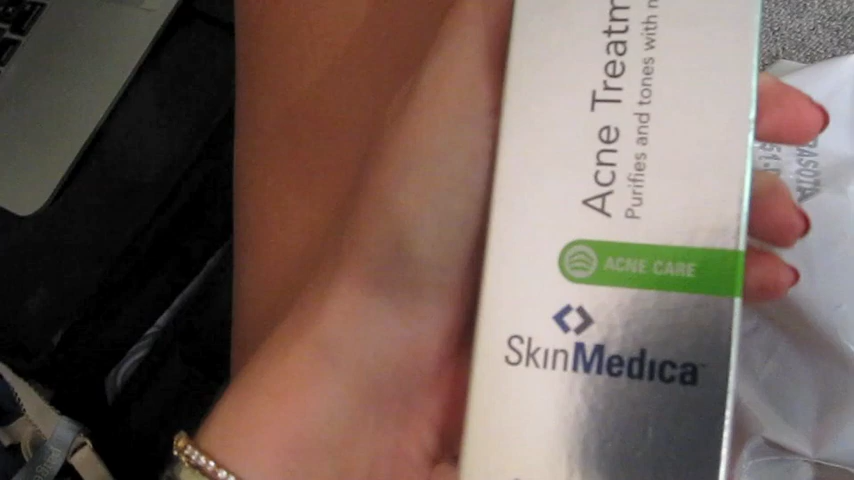 Acne Treatm
Purifies and tones with
ACNE CARE
SkinMedica